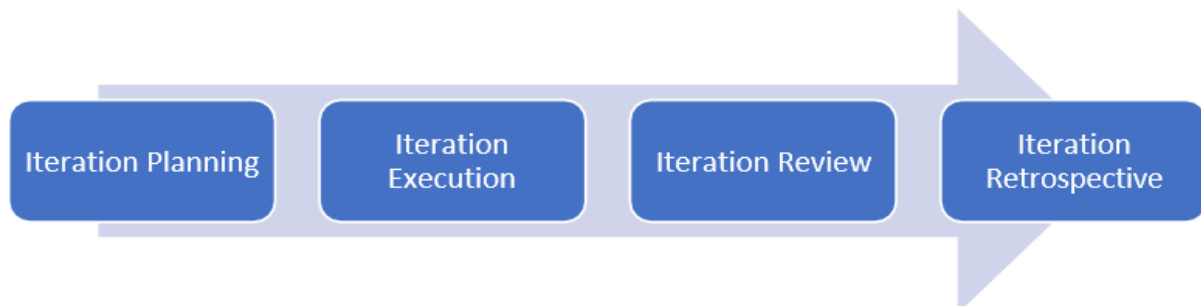 Iteration Planning
Iteration
Execution
Iteration Review
Iteration
Retrospective